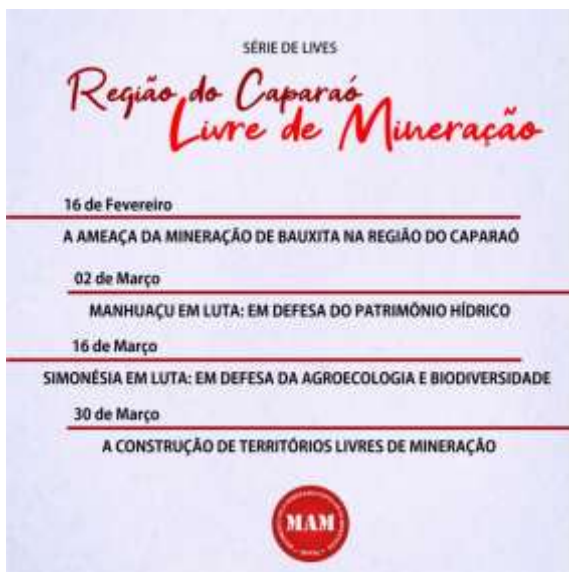 SÉRIE DE LIVES
Região do Caparaó
Livre de Mineração
16 de Fevereiro
A AMEAÇA DA MINERAÇÃO DE BAUXITA NA REGIÃO DO CAPARAÓ
02 de Março
MANHUAÇU EM LUTA: EM DEFESA DO PATRIMÔNIO HÍDRICO
16 de Março
SIMONÉSIA EM LUTA: EM DEFESA DA AGROECOLOGIA E BIODIVERSIDADE
30 de Março
A CONSTRUÇÃO DE TERRITÓRIOS LIVRES DE MINERAÇÃO
MAM